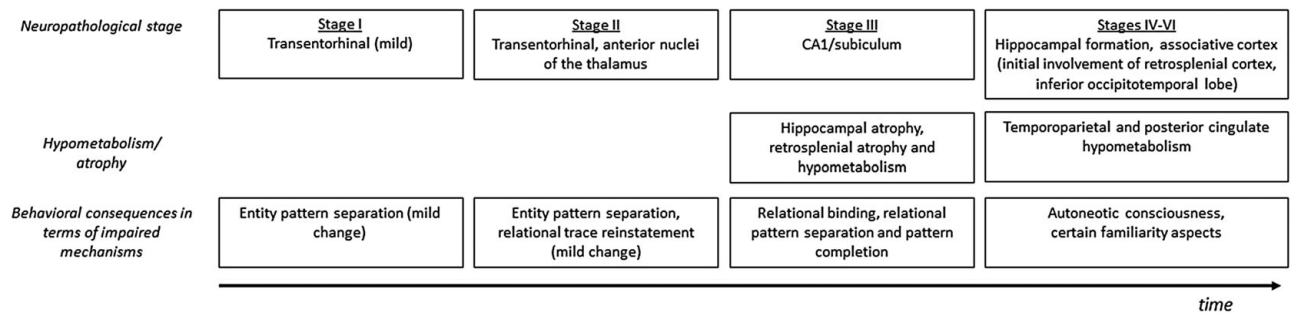 Neuropathological stage
Stage I
Transentorhinal (mild)
Stage II
Transentorhinal, anterior nuclei
of the thalamus
Stage III
CA1/subiculum
Stages IV-VI
Hippocampal formation, associative cortex
(initial involvement of retrosplenial cortex,
inferior occipitotemporal lobe)
Hypometabolism/
atrophy
Hippocampal atrophy,
retrosplenial atrophy and
hypometabolism
Temporoparietal and posterior cingulate
hypometabolism
Behavioral consequences in
terms of impaired
mechanisms
Entity pattern separation (mild
change)
Entity pattern separation,
relational trace reinstatement
(mild change)
Relational binding, relational
pattern separation and pattern
completion
Autoneotic consciousness,
certain familiarity aspects
time